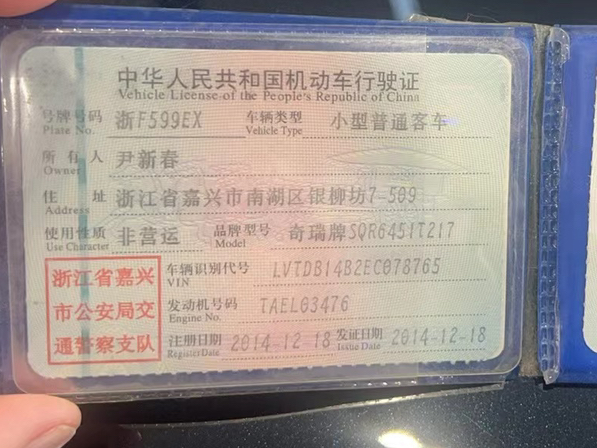 中华人民共和国机动车行驶证
Vehicle License of the People's Republic of China
号牌号码 浙F599EX 车辆类型 小型普通客车
Plate No. Vehicle Type
所有人 尹新春
Owner
住址 浙江省嘉兴市南湖区银柳坊7-509
Address
使用性质 非营运 品牌型号 奇瑞牌SQR6451T217
Use Character Model
浙江省嘉兴
市公安局交
通警察支队
车辆识别代号 LVTDB14B2EC078765
VIN
发动机号码 TAEL03476
Engine No.
注册日期 2014-12-18 发证日期 2014-12-18
Register Date Issue Date